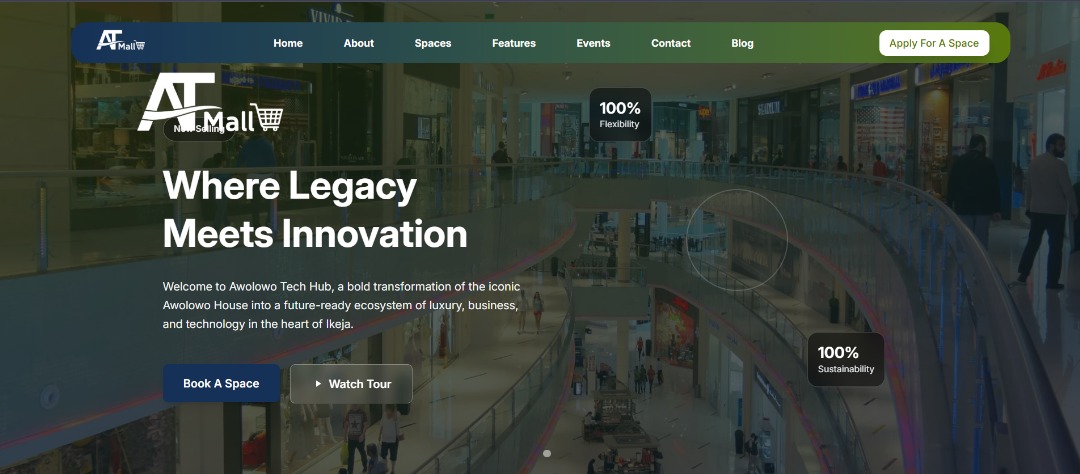 AT Mall
Home
About
Spaces
Features
Events
Contact
Blog
Apply For A Space
AT Mall
Now Selling
100%
Flexibility
Where Legacy
Meets Innovation
Welcome to Awolowo Tech Hub, a bold transformation of the iconic
Awolowo House into a future-ready ecosystem of luxury, business,
and technology in the heart of Ikeja.
100%
Sustainability
Book A Space
Watch Tour